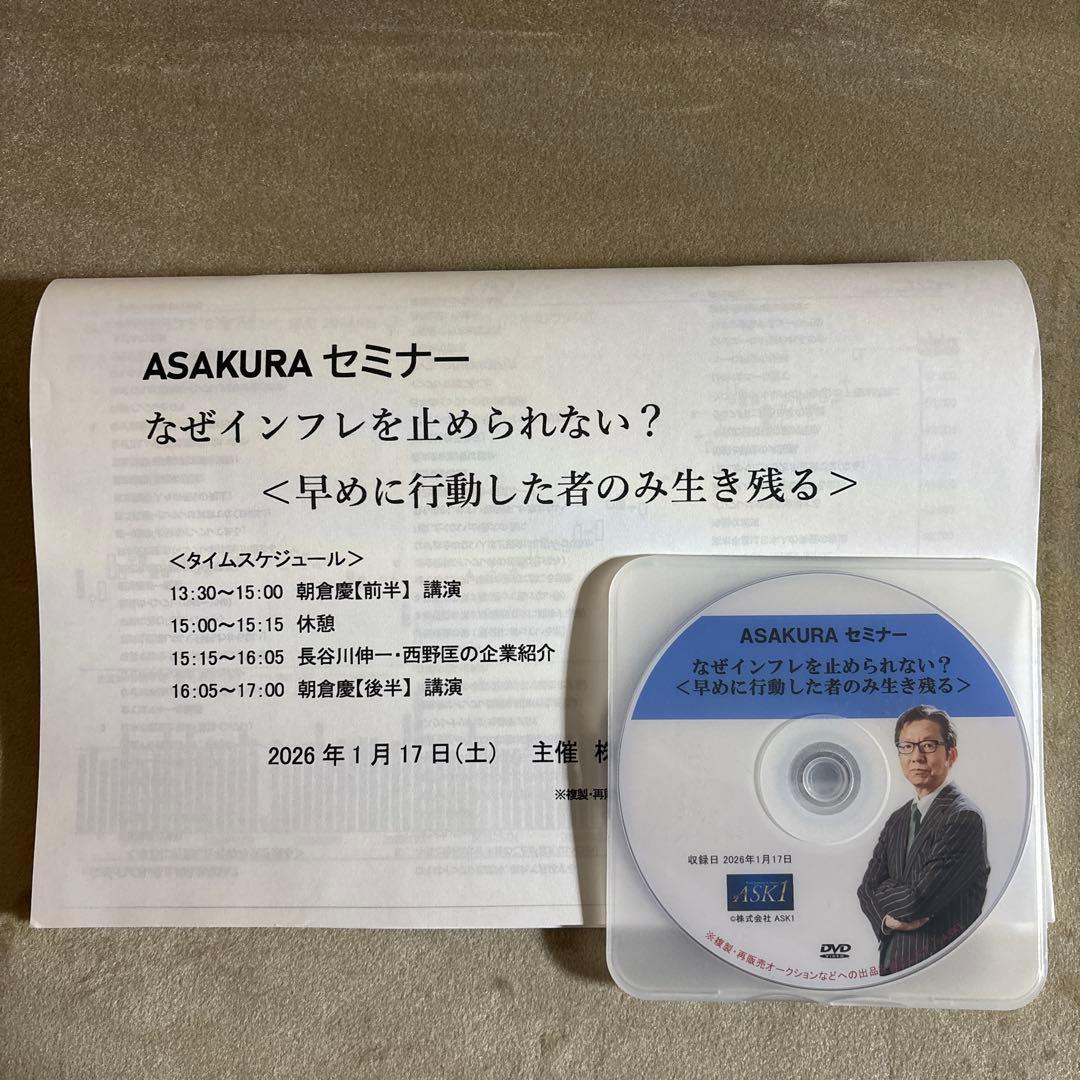 ASAKURA セミナー
なぜインフレを止められない？
＜早めに行動した者のみ生き残る＞
＜タイムスケジュール＞
13:30～15:00 朝倉慶【前半】 講演
15:00～15:15 休憩
15:15～16:05 長谷川伸一・西野匡の企業紹介
16:05～17:00 朝倉慶【後半】 講演
2026 年 1 月 17 日（土） 主催
※複製・再
ASAKURA セミナー
なぜインフレを止められない？
＜早めに行動した者のみ生き残る＞
収録日 2026年1月17日
ASK1
©株式会社 ASK1
DVD
VIDEO
※複製・再販売オークションなどへの出品